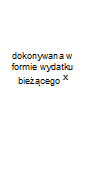 dokonywana w
formie wydatku
bieżącego x